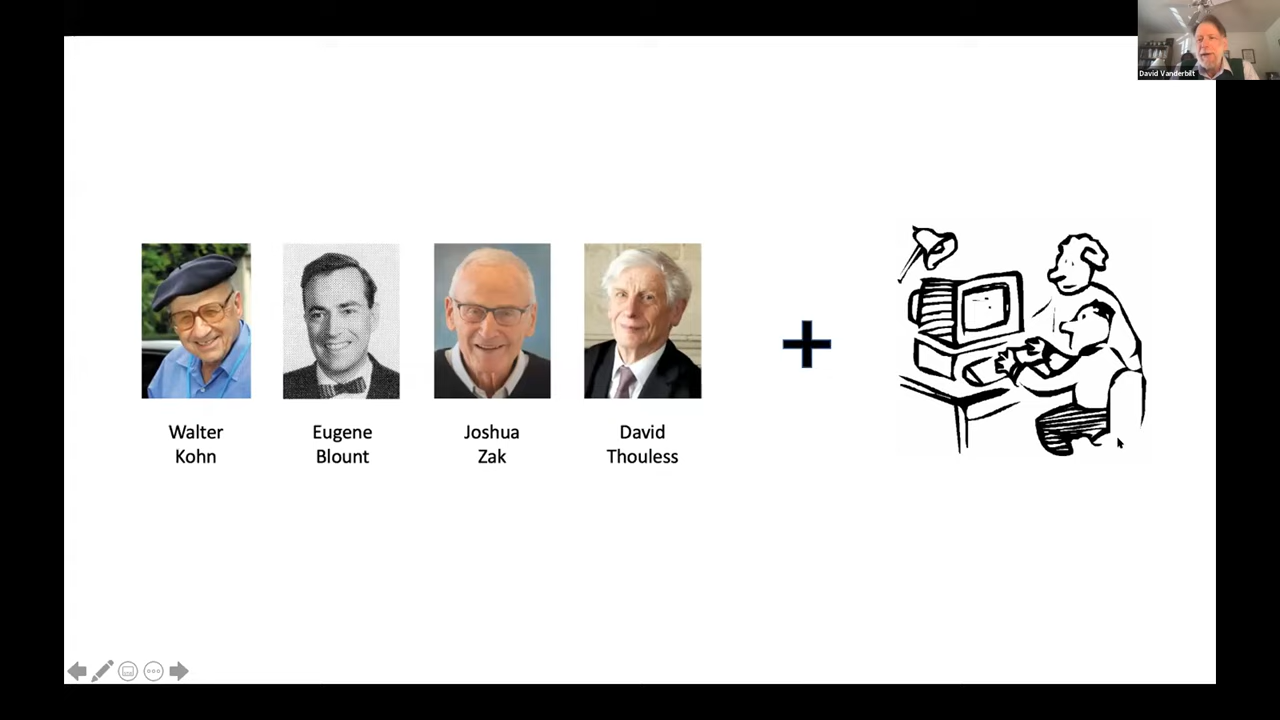 David Vanderbilt
Walter
Kohn
Eugene
Blount
Joshua
Zak
David
Thouless